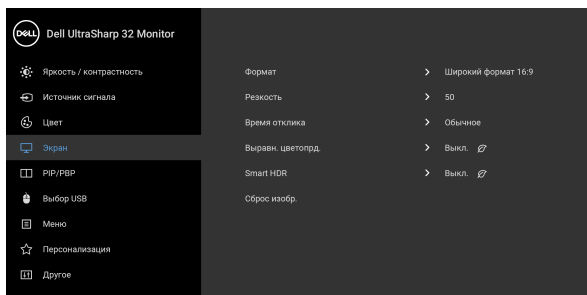 DELL Dell UltraSharp 32 Monitor
Яркость / контрастность
Формат Широкий формат 16:9
Источник сигнала
Резкость 50
Цвет
Время отклика Обычное
Экран
Выравн. цветопрд. Выкл.
PIP/PBP
Smart HDR Выкл.
Выбор USB
Сброс изобр.
Меню
Персонализация
Другое